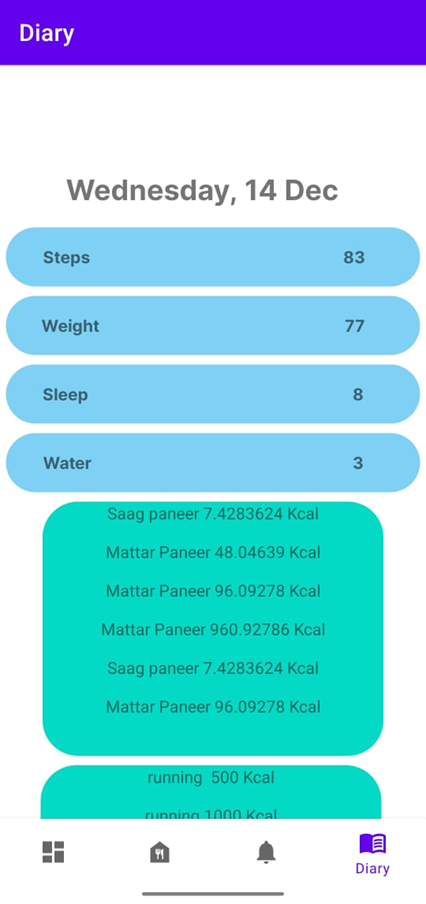 Diary
Wednesday, 14 Dec
Steps 83
Weight 77
Sleep 8
Water 3
Saag paneer 7.4283624 Kcal
Mattar Paneer 48.04639 Kcal
Mattar Paneer 96.09278 Kcal
Mattar Paneer 960.92786 Kcal
Saag paneer 7.4283624 Kcal
Mattar Paneer 96.09278 Kcal
running 500 Kcal
running 1000 Kcal
Diary